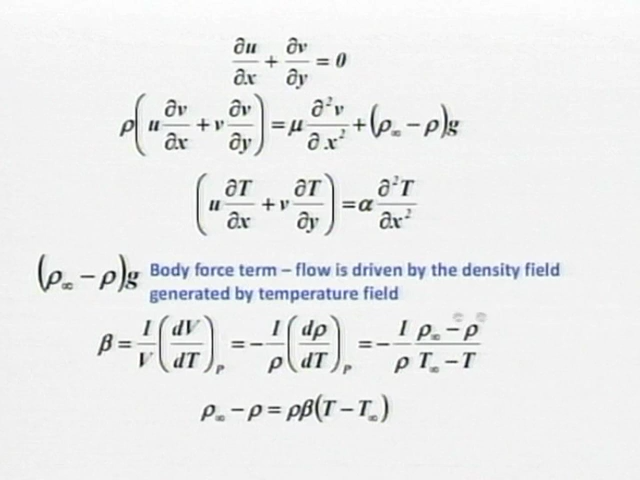 ∂u/∂x + ∂v/∂y = 0
ρ(u ∂v/∂x + v ∂v/∂y) = μ ∂²v/∂x² + (ρ∞ − ρ)g
(u ∂T/∂x + v ∂T/∂y) = α ∂²T/∂x²
(ρ∞ − ρ)g Body force term – flow is driven by the density field
generated by temperature field
β = 1/V (dV/dT)ₚ = − 1/ρ (dρ/dT)ₚ = − 1/ρ (ρ∞ − ρ)/(T∞ − T)
ρ∞ − ρ = ρβ(T − T∞)